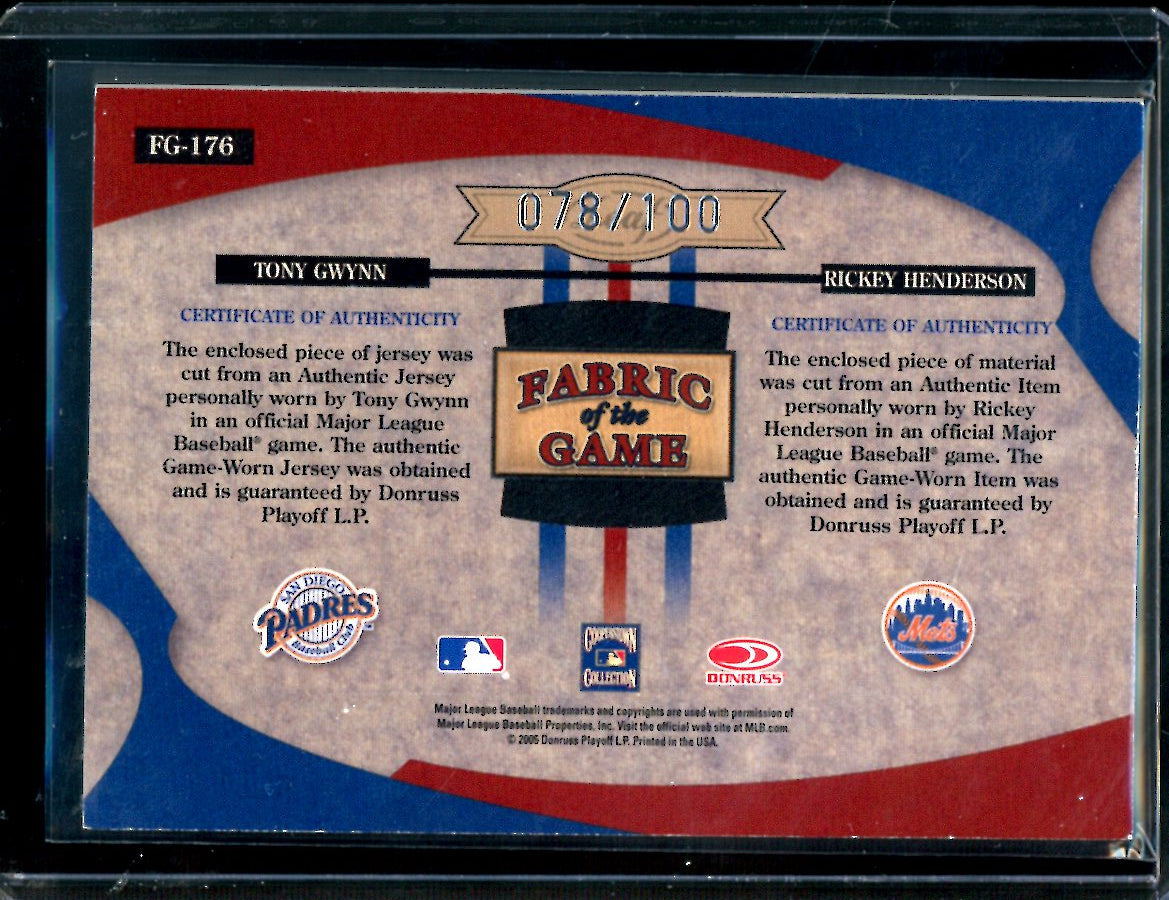 FG-176
078/100
TONY GWYNN
RICKEY HENDERSON
CERTIFICATE OF AUTHENTICITY
The enclosed piece of jersey was
cut from an Authentic Jersey
personally worn by Tony Gwynn
in an official Major League
Baseball® game. The authentic
Game-Worn Jersey was obtained
and is guaranteed by Donruss
Playoff L.P.
FABRIC
of the
GAME
CERTIFICATE OF AUTHENTICITY
The enclosed piece of material
was cut from an Authentic Item
personally worn by Rickey
Henderson in an official Major
League Baseball® game. The
authentic Game-Worn Item was
obtained and is guaranteed by
Donruss Playoff L.P.
SAN DIEGO
PADRES
Baseball Club
COOPERSTOWN
COLLECTION
DONRUSS
Mets
Major League Baseball trademarks and copyrights are used with permission of
Major League Baseball Properties, Inc. Visit the official web site at MLB.com.
© 2005 Donruss Playoff L.P. Printed in the USA.